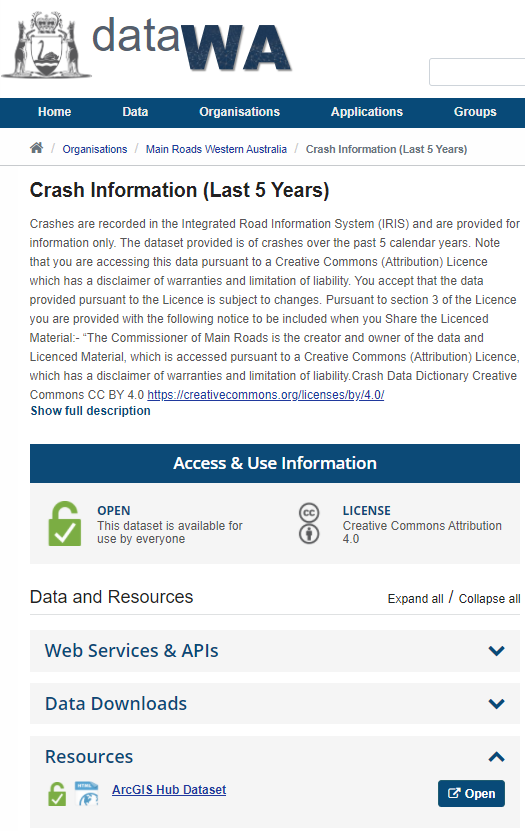 dataWA
Home Data Organisations Applications Groups
/ Organisations / Main Roads Western Australia / Crash Information (Last 5 Years)
Crash Information (Last 5 Years)
Crashes are recorded in the Integrated Road Information System (IRIS) and are provided for
information only. The dataset provided is of crashes over the past 5 calendar years. Note
that you are accessing this data pursuant to a Creative Commons (Attribution) Licence
which has a disclaimer of warranties and limitation of liability. You accept that the data
provided pursuant to the Licence is subject to changes. Pursuant to section 3 of the Licence
you are provided with the following notice to be included when you Share the Licenced
Material:- “The Commissioner of Main Roads is the creator and owner of the data and
Licenced Material, which is accessed pursuant to a Creative Commons (Attribution) Licence,
which has a disclaimer of warranties and limitation of liability.Crash Data Dictionary Creative
Commons CC BY 4.0 https://creativecommons.org/licenses/by/4.0/
Show full description
Access & Use Information
OPEN
This dataset is available for
use by everyone
cc
LICENSE
Creative Commons Attribution
4.0
Data and Resources
Expand all / Collapse all
Web Services & APIs
Data Downloads
Resources
HTML
ArcGIS Hub Dataset
Open